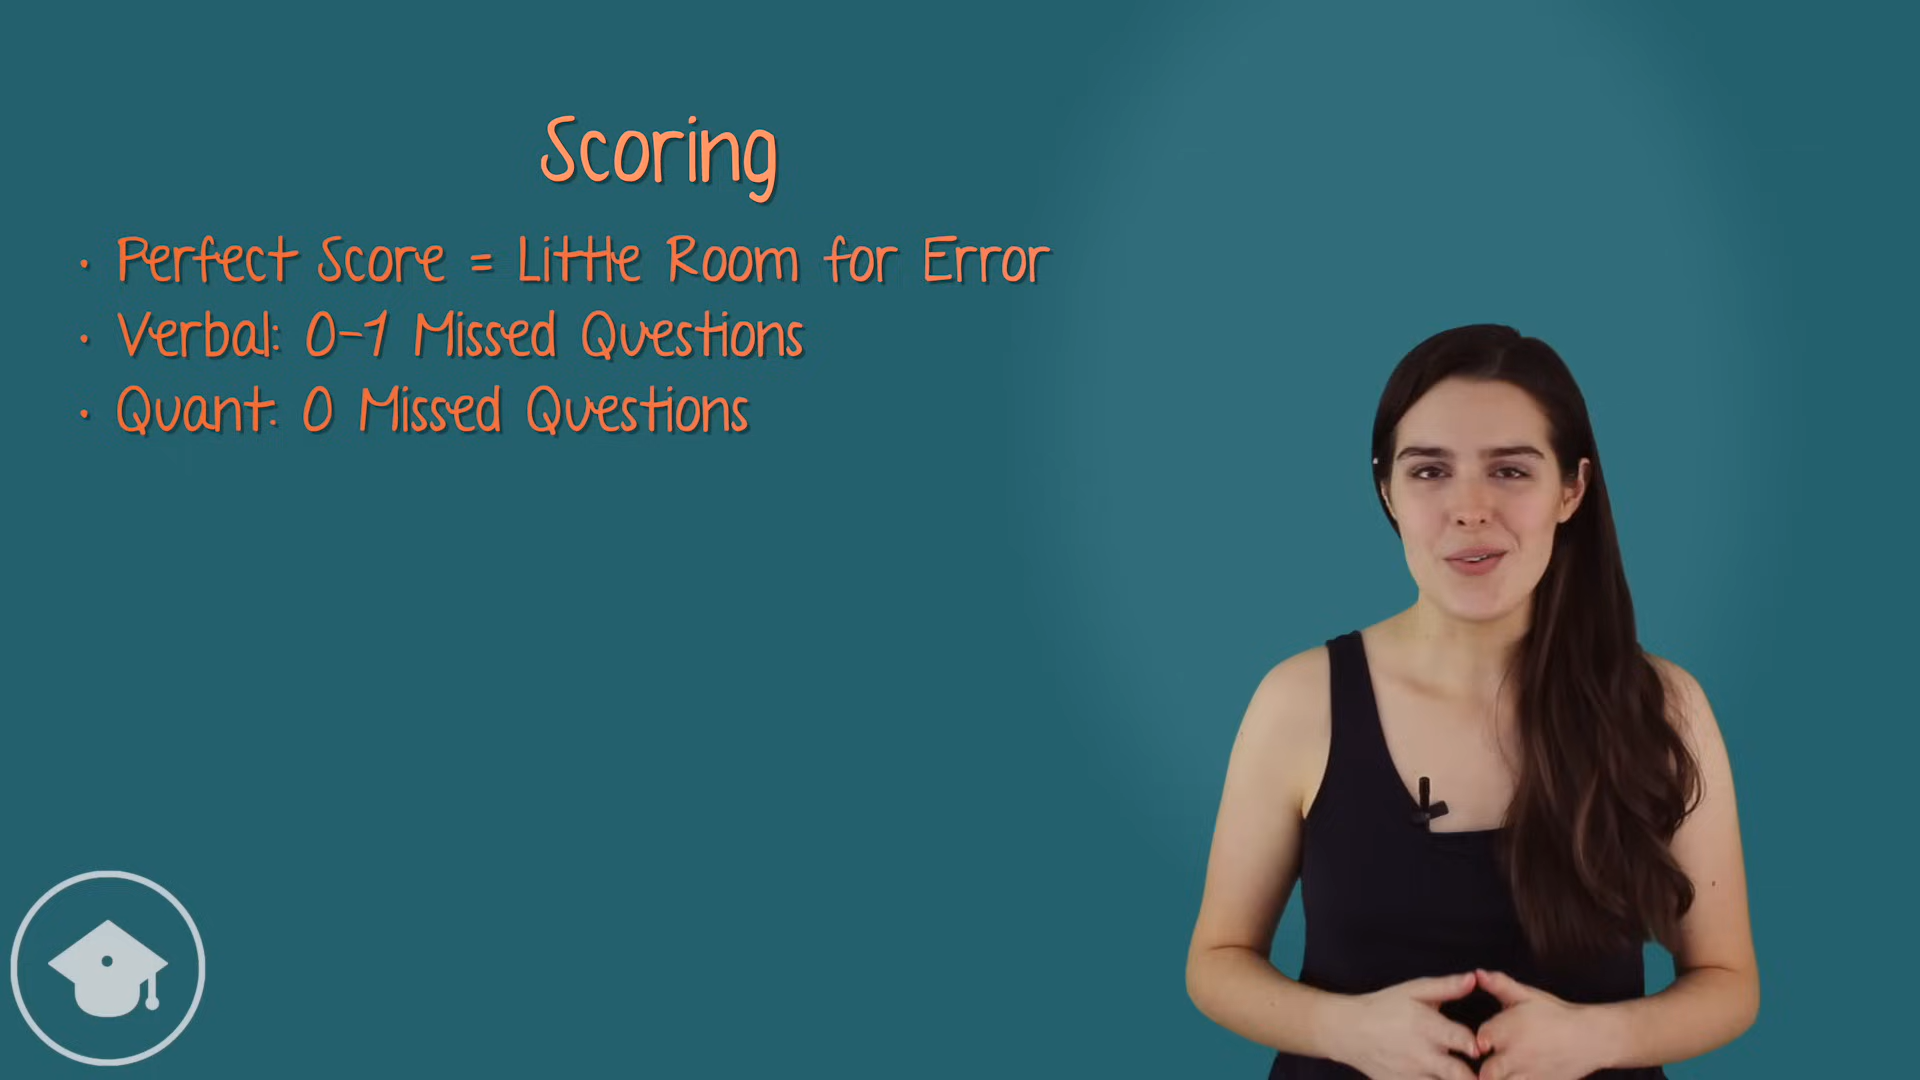 Scoring
• Perfect Score = Little Room for Error
• Verbal: 0-1 Missed Questions
• Quant: 0 Missed Questions